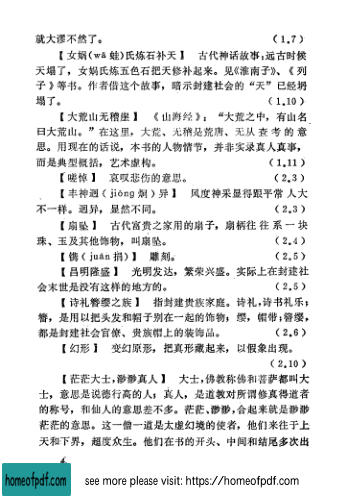 就大谬不然了。 (1.7)
【女娲(wā 蛙)氏炼石补天】 古代神话故事:远古时候
天塌了,女娲氏炼五色石把天修补起来。见《淮南子》、《列
子》等书。作者借这个故事,暗示封建社会的“天”已经坍
塌了。 (1.10)
【大荒山无稽崖】 《山海经》:“大荒之中,有山名
曰大荒山。”在这里,大荒、无稽是荒唐、无从查考的意
思。用现在的话说,本书的人物情节,并非实录真人真事,
而是典型概括,艺术虚构。 (1.11)
【嗟悼】 哀叹悲伤的意思。 (2.3)
【丰神迥(jiǒng 炯)异】 风度神采显得跟平常人大
不一样。迥异,显然不同。 (2.3)
【扇坠】 古代富贵之家用的扇子,扇柄往往系一块
珠、玉及其他饰物,叫扇坠。 (2.4)
【镌(juān 捐)】 雕刻。 (2.5)
【昌明隆盛】 光明发达,繁荣兴盛。实际上在封建社
会末世是没有这样的地方的。 (2.5)
【诗礼簪缨之族】 指封建贵族家庭。诗礼,诗书礼乐;
簪,是用以把头发和帽子别在一起的饰物;缨,帽带;簪缨,
都是封建社会官僚、贵族帽上的装饰品。 (2.6)
【幻形】 变幻原形,把真形藏起来,以假象出现。
(2.10)
【茫茫大士,渺渺真人】 大士,佛教称佛和菩萨都叫大
士,意思是说德行高的人;真人,是道教对所谓修真得道者
的称号,和仙人的意思差不多。茫茫、渺渺,合起来就是渺渺
茫茫的意思。这一僧一道是太虚幻境的使者,他们来往于上
天和下界,超度众生。他们在书的开头、中间和结尾多次出
homeofpdf.com
see more please visit: https://homeofpdf.com